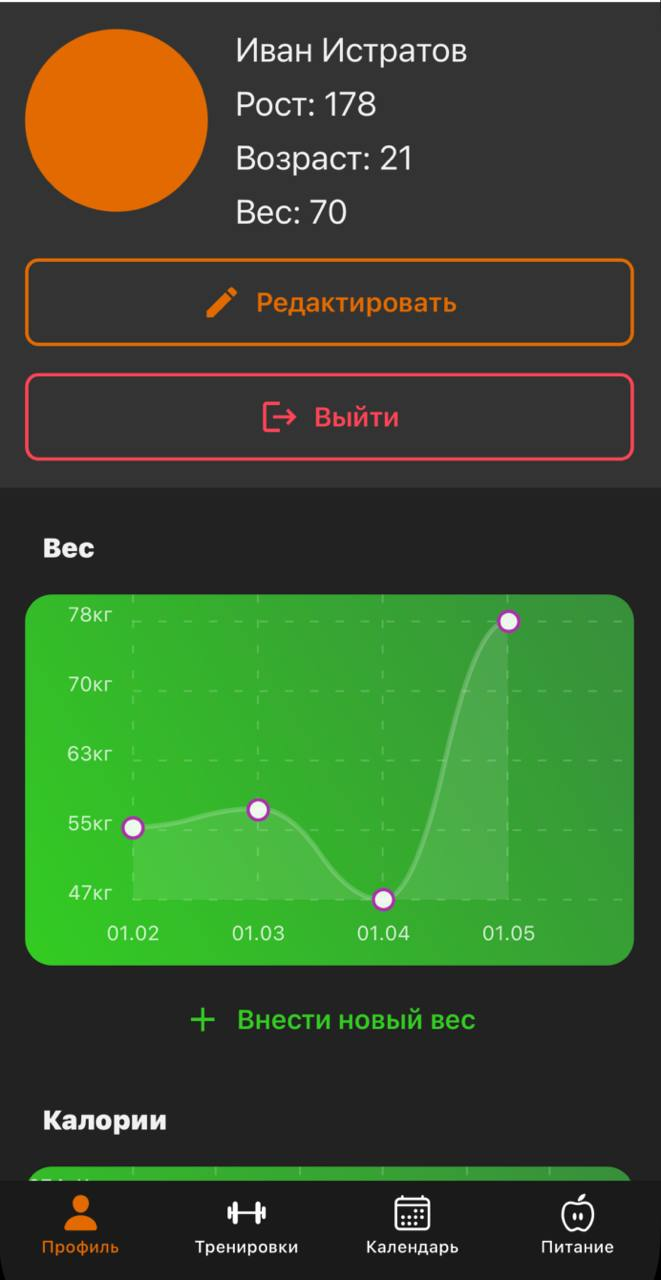 Иван Истратов
Рост: 178
Возраст: 21
Вес: 70
Редактировать
Выйти
Вес
78кг
70кг
63кг
55кг
47кг
01.02 01.03 01.04 01.05
Внести новый вес
Калории
Профиль Тренировки Календарь Питание